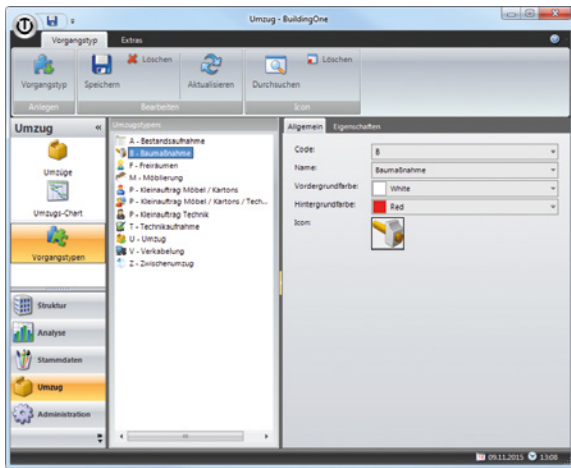 Umzug - BuildingOne
Vorgangstyp Extras
Vorgangstyp Speichern Löschen Aktualisieren Durchsuchen Löschen
Anlegen Bearbeiten Icon
Umzug «
Umzüge
Umzugs-Chart
Vorgangstypen
Struktur
Analyse
Stammdaten
Umzug
Administration
Umzugstypen
A - Bestandsaufnahme
B - Baumaßnahme
F - Freiräumen
M - Möblierung
P - Kleinauftrag Möbel / Kartons
P - Kleinauftrag Möbel / Kartons / Tech...
P - Kleinauftrag Technik
T - Technikaufnahme
U - Umzug
V - Verkabelung
Z - Zwischenumzug
Allgemein Eigenschaften
Code: B
Name: Baumaßnahme
Vordergrundfarbe: White
Hintergrundfarbe: Red
Icon:
09.11.2015 13:08